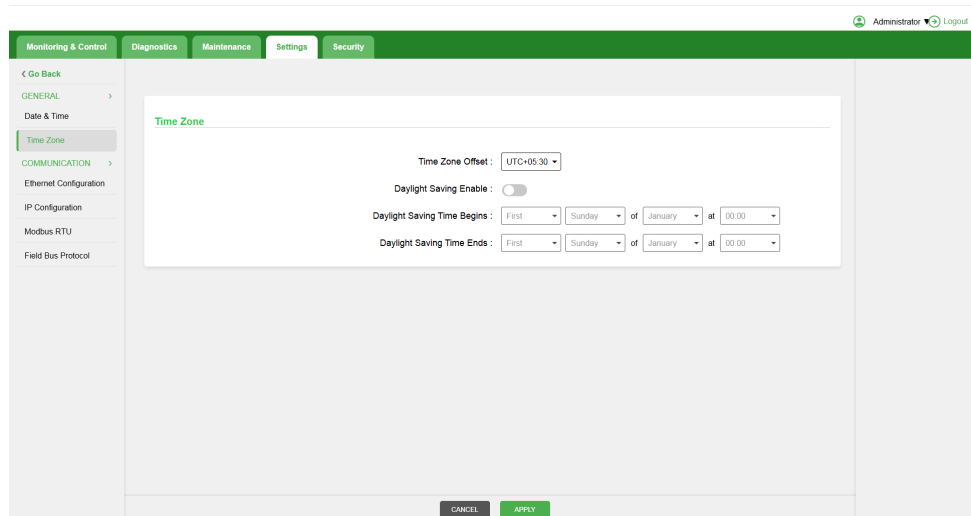 Administrator Logout
Monitoring & Control Diagnostics Maintenance Settings Security
Go Back
GENERAL
Date & Time
Time Zone
COMMUNICATION
Ethernet Configuration
IP Configuration
Modbus RTU
Field Bus Protocol
Time Zone
Time Zone Offset : UTC+05:30
Daylight Saving Enable :
Daylight Saving Time Begins : First Sunday of January at 00:00
Daylight Saving Time Ends : First Sunday of January at 00:00
CANCEL APPLY